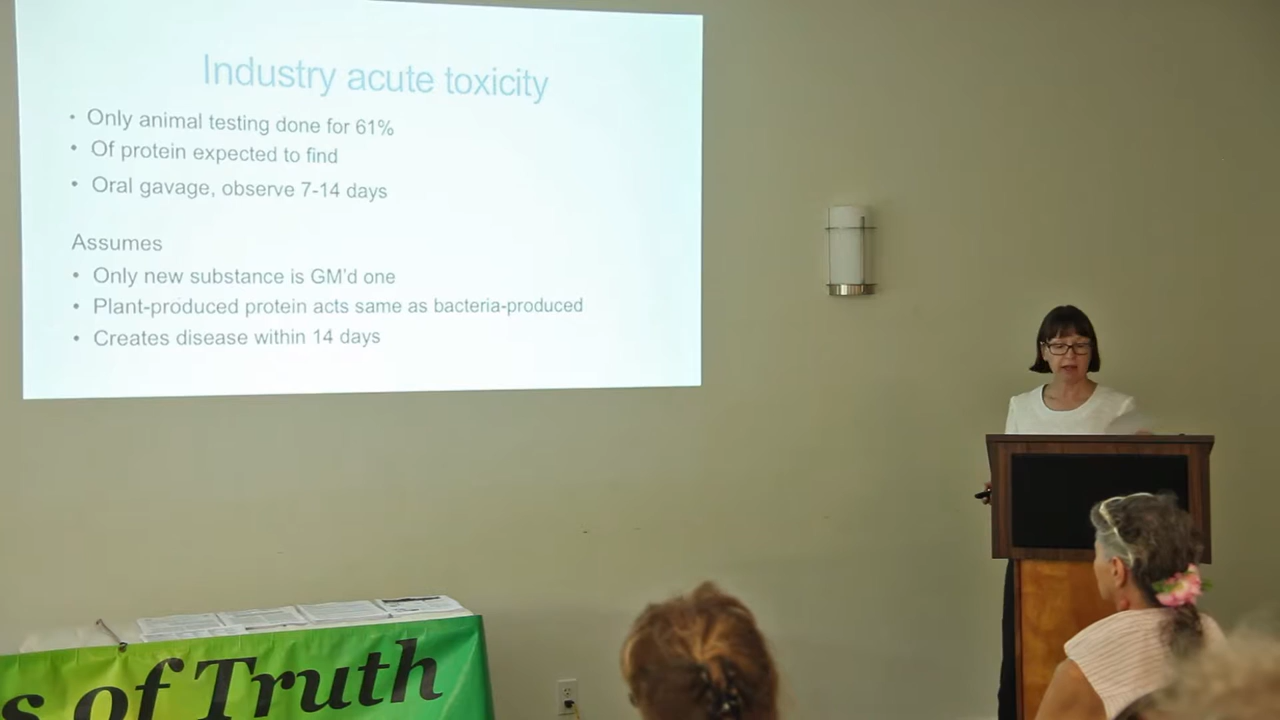 Industry acute toxicity
• Only animal testing done for 61%
• Of protein expected to find
• Oral gavage, observe 7-14 days
Assumes
• Only new substance is GM'd one
• Plant-produced protein acts same as bacteria-produced
• Creates disease within 14 days
s of Truth